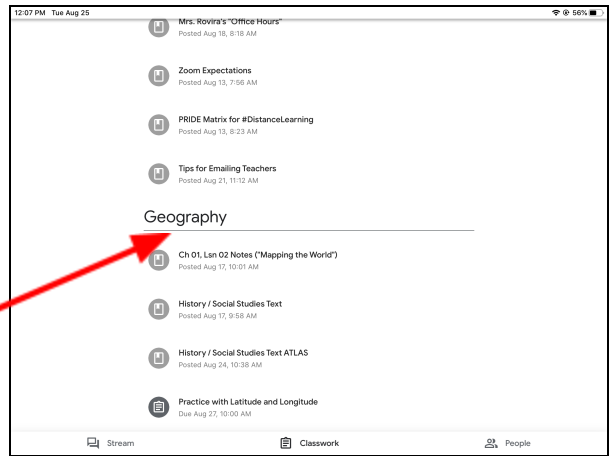 12:07 PM Tue Aug 25
56%
Mrs. Rovira's "Office Hours"
Posted Aug 18, 8:18 AM
Zoom Expectations
Posted Aug 13, 7:56 AM
PRIDE Matrix for #DistanceLearning
Posted Aug 13, 8:23 AM
Tips for Emailing Teachers
Posted Aug 21, 11:12 AM
Geography
Ch 01, Lsn 02 Notes ("Mapping the World")
Posted Aug 17, 10:01 AM
History / Social Studies Text
Posted Aug 17, 9:58 AM
History / Social Studies Text ATLAS
Posted Aug 24, 10:38 AM
Practice with Latitude and Longitude
Due Aug 27, 10:00 AM
Stream
Classwork
People